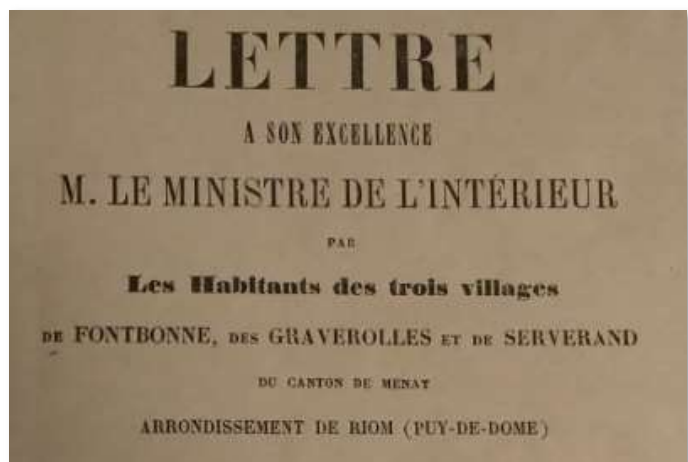 LETTRE
A SON EXCELLENCE
M. LE MINISTRE DE L'INTÉRIEUR
PAR
Les Habitants des trois villages
DE FONTBONNE, DES GRAVEROLLES ET DE SERVERAND
DU CANTON DE MENAT
ARRONDISSEMENT DE RIOM (PUY-DE-DOME)